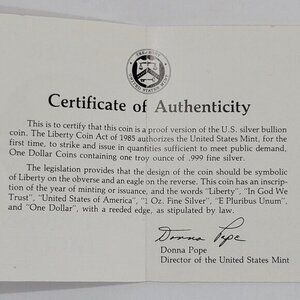 Certificate of Authenticity
This is to certify that this coin is a proof version of the U.S. silver bullion
coin. The Liberty Coin Act of 1985 authorizes the United States Mint, for the
first time, to strike and issue in quantities sufficient to meet public demand,
One Dollar Coins containing one troy ounce of .999 fine silver.
The legislation provides that the design of the coin should be symbolic
of Liberty on the obverse and an eagle on the reverse. This coin has an inscrip-
tion of the year of minting or issuance, and the words "Liberty", "In God We
Trust", "United States of America", "1 Oz. Fine Silver", "E Pluribus Unum",
and "One Dollar", with a reeded edge, as stipulated by law.
Donna Pope
Donna Pope
Director of the United States Mint